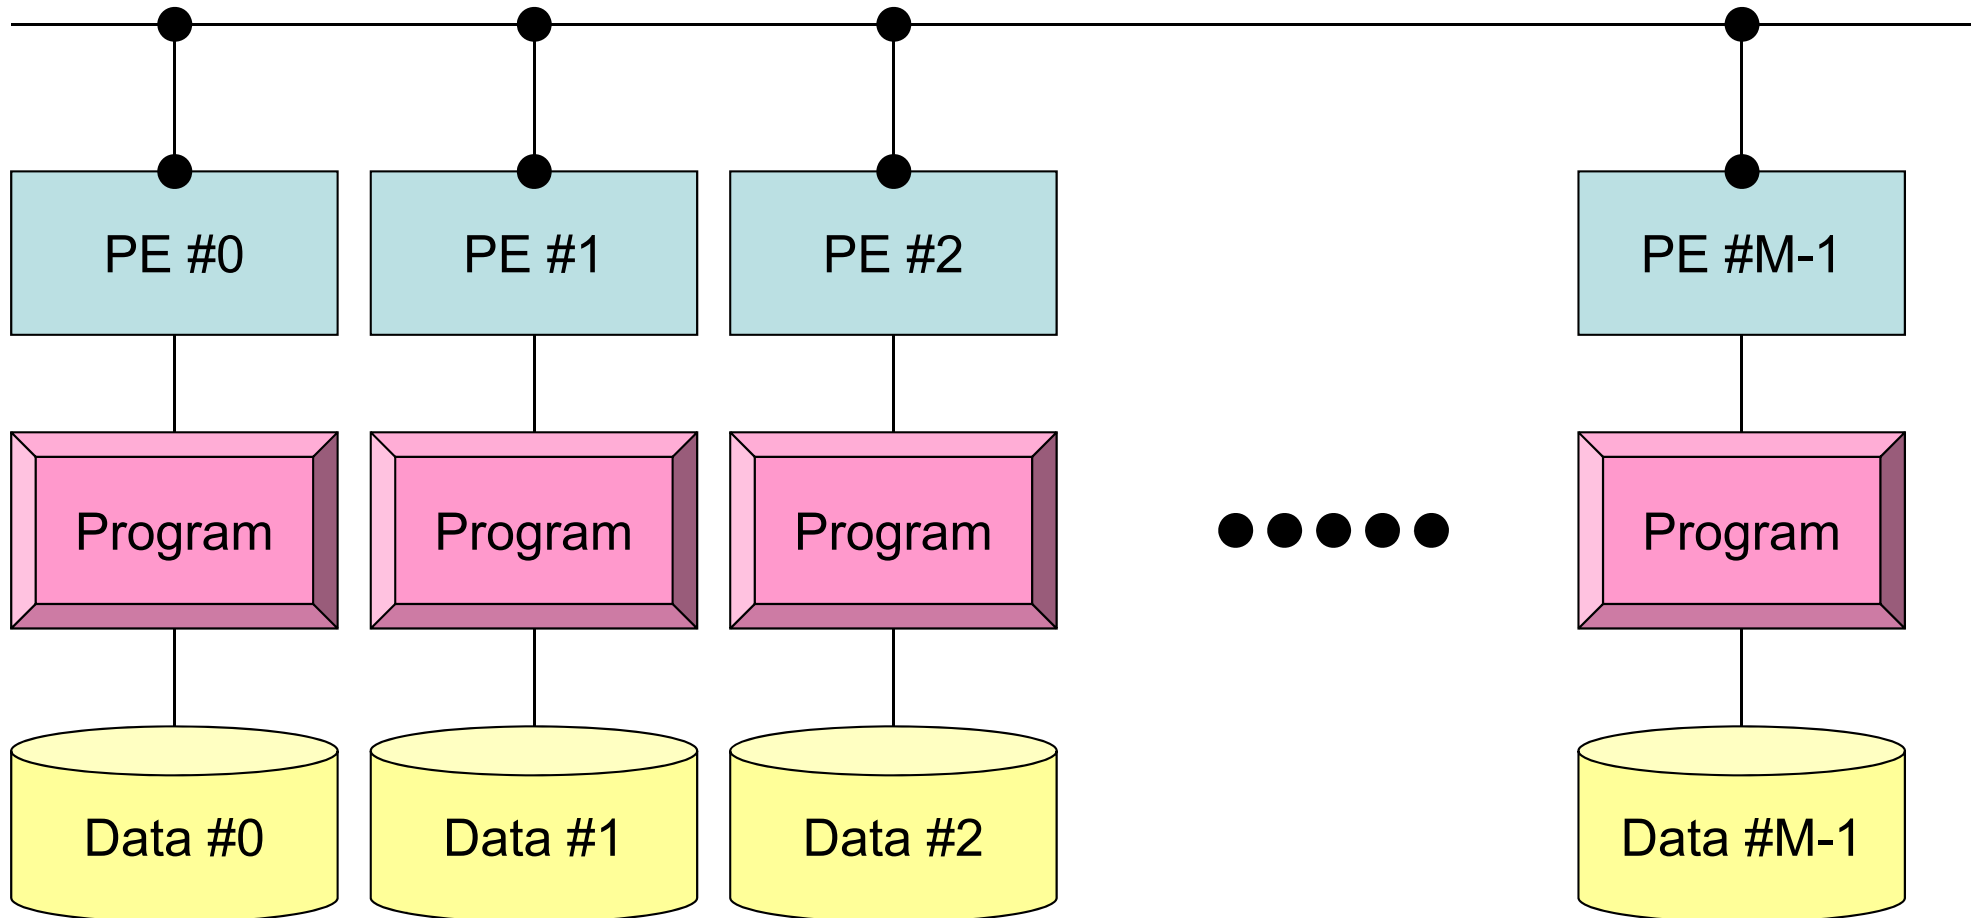 PE #0
PE #1
PE #2
PE #M-1
Program
Program
Program
Program
Data #0
Data #1
Data #2
Data #M-1